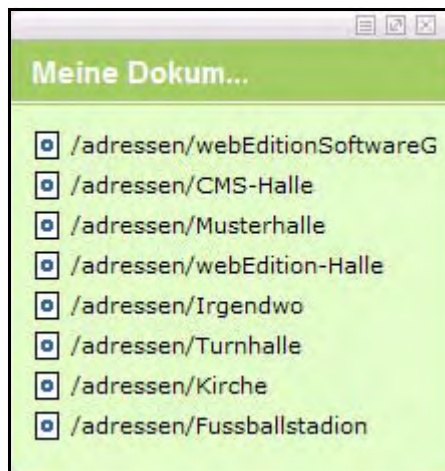 Meine Dokum...
/adressen/webEditionSoftwareG
/adressen/CMS-Halle
/adressen/Musterhalle
/adressen/webEdition-Halle
/adressen/Irgendwo
/adressen/Turnhalle
/adressen/Kirche
/adressen/Fussballstadion